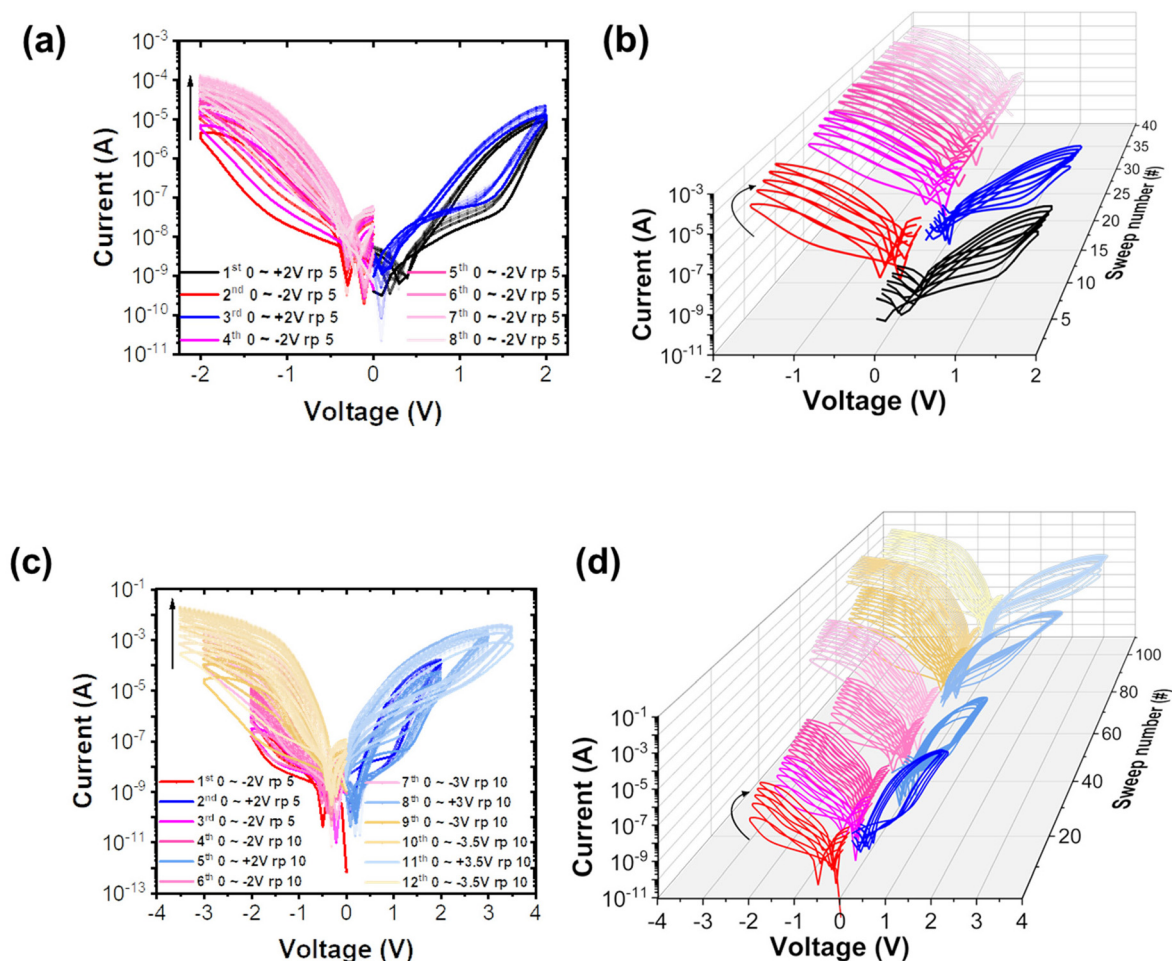 (a)
10⁻³
10⁻⁴
10⁻⁵
10⁻⁶
10⁻⁷
10⁻⁸
10⁻⁹
10⁻¹⁰
10⁻¹¹
Current (A)
1st 0 ~ +2V rp 5
2nd 0 ~ -2V rp 5
3rd 0 ~ +2V rp 5
4th 0 ~ -2V rp 5
5th 0 ~ -2V rp 5
6th 0 ~ -2V rp 5
7th 0 ~ -2V rp 5
8th 0 ~ -2V rp 5
-2 -1 0 1 2
Voltage (V)
(b)
10⁻³
10⁻⁵
10⁻⁷
10⁻⁹
10⁻¹¹
Current (A)
-2 -1 0 1 2
Voltage (V)
5
10
15
20
25
30
35
40
Sweep number (#)
(c)
10⁻¹
10⁻³
10⁻⁵
10⁻⁷
10⁻⁹
10⁻¹¹
10⁻¹³
Current (A)
1st 0 ~ -2V rp 5
2nd 0 ~ +2V rp 5
3rd 0 ~ -2V rp 5
4th 0 ~ -2V rp 10
5th 0 ~ +2V rp 10
6th 0 ~ -2V rp 10
7th 0 ~ -3V rp 10
8th 0 ~ +3V rp 10
9th 0 ~ -3V rp 10
10th 0 ~ -3.5V rp 10
11th 0 ~ +3.5V rp 10
12th 0 ~ -3.5V rp 10
-4 -3 -2 -1 0 1 2 3 4
Voltage (V)
(d)
10⁻¹
10⁻³
10⁻⁵
10⁻⁷
10⁻⁹
10⁻¹¹
Current (A)
-4 -3 -2 -1 0 1 2 3 4
Voltage (V)
20
40
60
80
100
Sweep number (#)